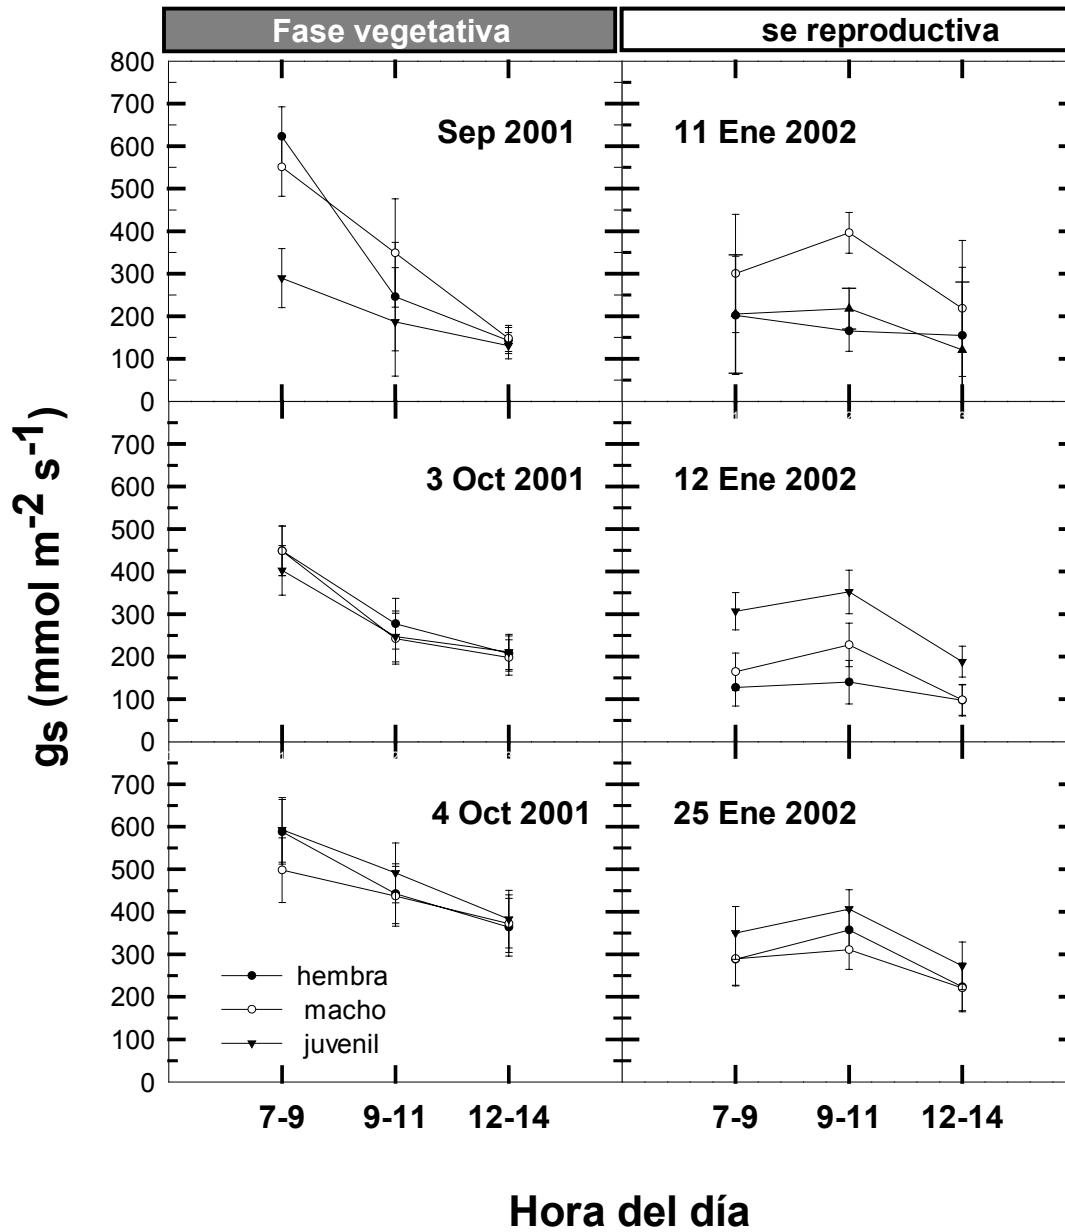 Fase vegetativa
se reproductiva
800
700
600
500
400
300
200
100
0
Sep 2001
11 Ene 2002
700
600
500
400
300
200
100
0
3 Oct 2001
12 Ene 2002
700
600
500
400
300
200
100
0
4 Oct 2001
25 Ene 2002
hembra
macho
juvenil
gs (mmol m-2 s-1)
7-9
9-11
12-14
7-9
9-11
12-14
Hora del día